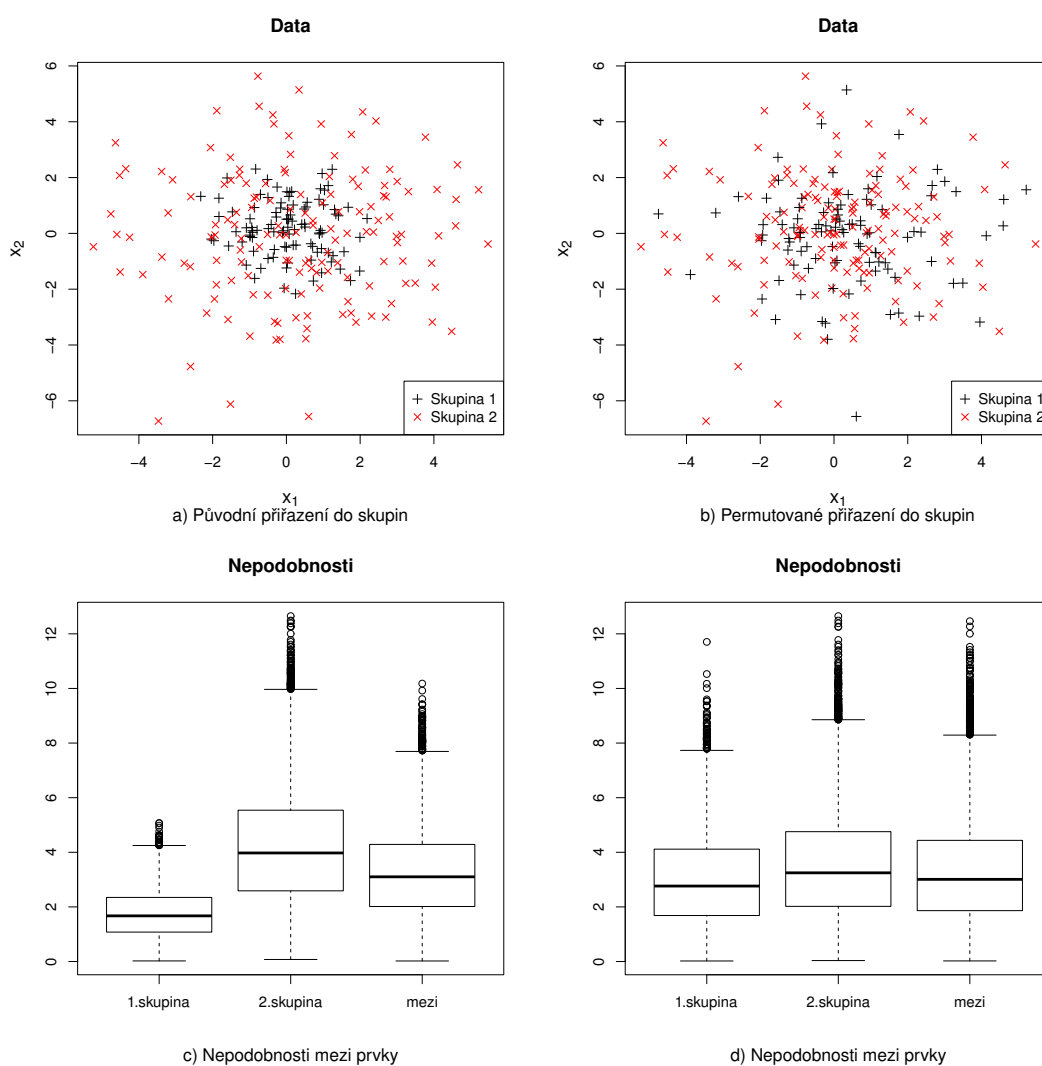 Data
6
4
2
0
−2
−4
−6
x2
−4
−2
0
2
4
x1
Skupina 1
Skupina 2
a) Původní přiřazení do skupin
Data
6
4
2
0
−2
−4
−6
x2
−4
−2
0
2
4
x1
Skupina 1
Skupina 2
b) Permutované přiřazení do skupin
Nepodobnosti
12
10
8
6
4
2
0
1.skupina
2.skupina
mezi
c) Nepodobnosti mezi prvky
Nepodobnosti
12
10
8
6
4
2
0
1.skupina
2.skupina
mezi
d) Nepodobnosti mezi prvky